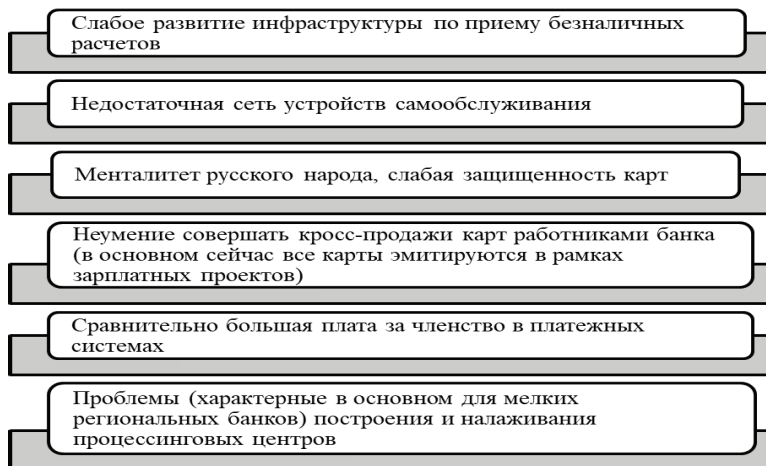 Слабое развитие инфраструктуры по приему безналичных
расчетов
Недостаточная сеть устройств самообслуживания
Менталитет русского народа, слабая защищенность карт
Неумение совершать кросс-продажи карт работниками банка
(в основном сейчас все карты эмитируются в рамках
зарплатных проектов)
Сравнительно большая плата за членство в платежных
системах
Проблемы (характерные в основном для мелких
региональных банков) построения и налаживания
процессинговых центров